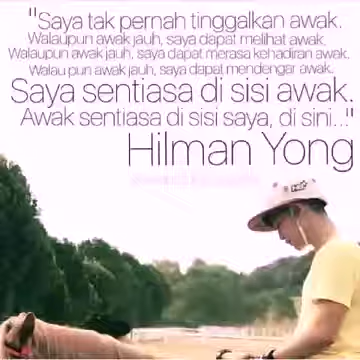 "Saya tak pernah tinggalkan awak.
Walaupun awak jauh, saya dapat melihat awak.
Walaupun awak jauh, saya dapat merasa kehadiran awak.
Walau pun awak jauh, saya dapat mendengar awak.
Saya sentiasa di sisi awak.
Awak sentiasa di sisi saya, di sini..."
Hilman Yong